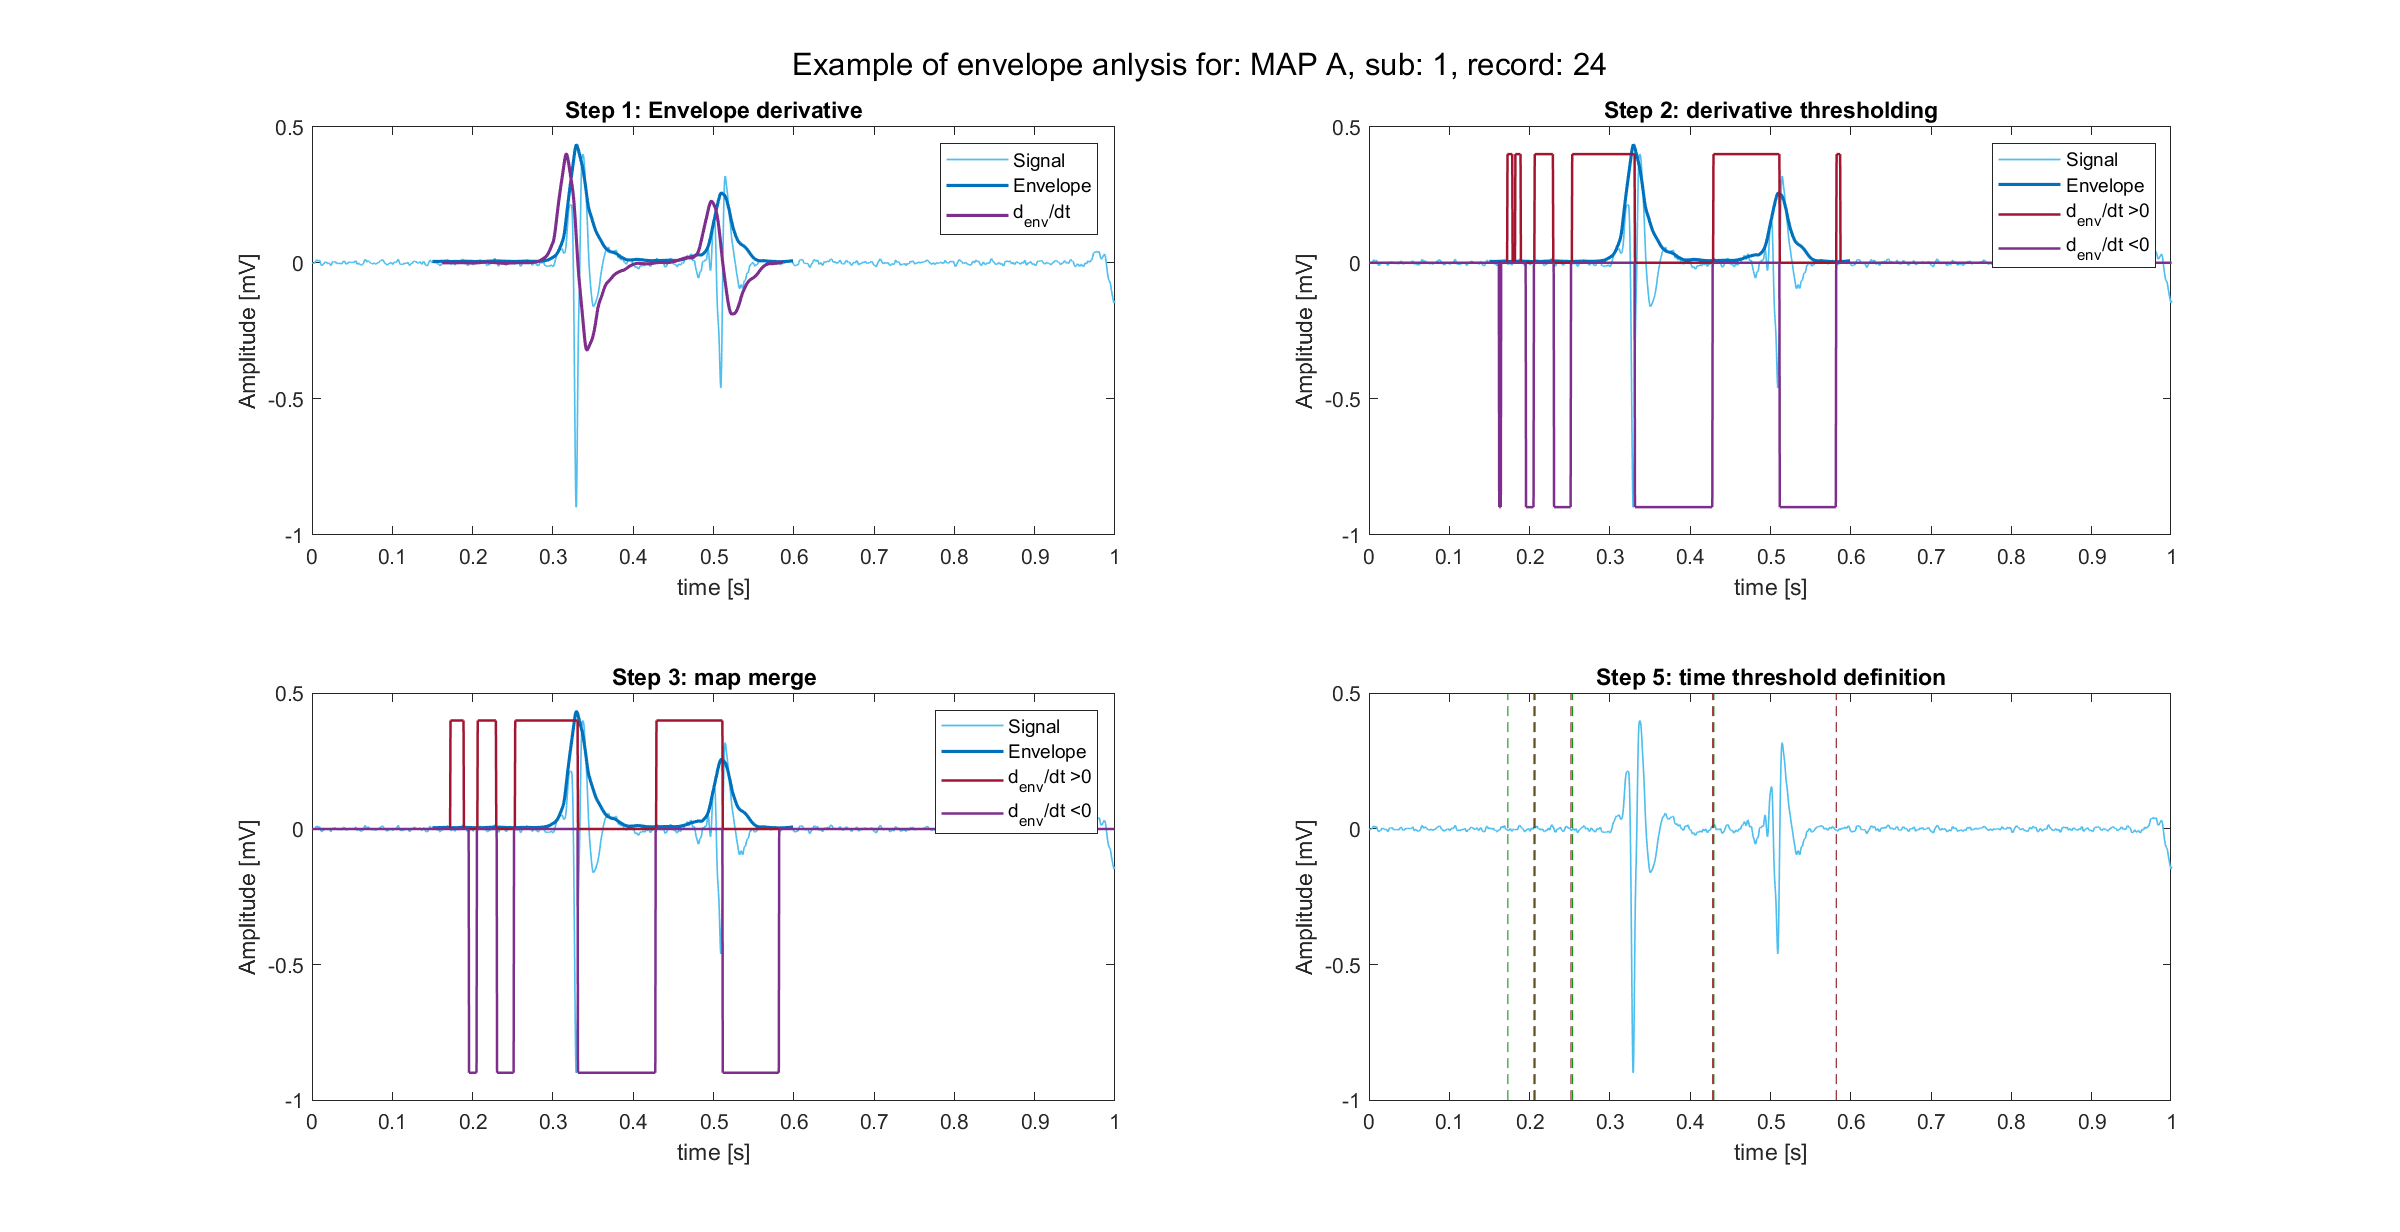 Example of envelope anlysis for: MAP A, sub: 1, record: 24
Step 1: Envelope derivative
0.5
0
-0.5
-1
Amplitude [mV]
0 0.1 0.2 0.3 0.4 0.5 0.6 0.7 0.8 0.9 1
time [s]
Signal
Envelope
d_env/dt
Step 2: derivative thresholding
0.5
0
-0.5
-1
Amplitude [mV]
0 0.1 0.2 0.3 0.4 0.5 0.6 0.7 0.8 0.9 1
time [s]
Signal
Envelope
d_env/dt >0
d_env/dt <0
Step 3: map merge
0.5
0
-0.5
-1
Amplitude [mV]
0 0.1 0.2 0.3 0.4 0.5 0.6 0.7 0.8 0.9 1
time [s]
Signal
Envelope
d_env/dt >0
d_env/dt <0
Step 5: time threshold definition
0.5
0
-0.5
-1
Amplitude [mV]
0 0.1 0.2 0.3 0.4 0.5 0.6 0.7 0.8 0.9 1
time [s]